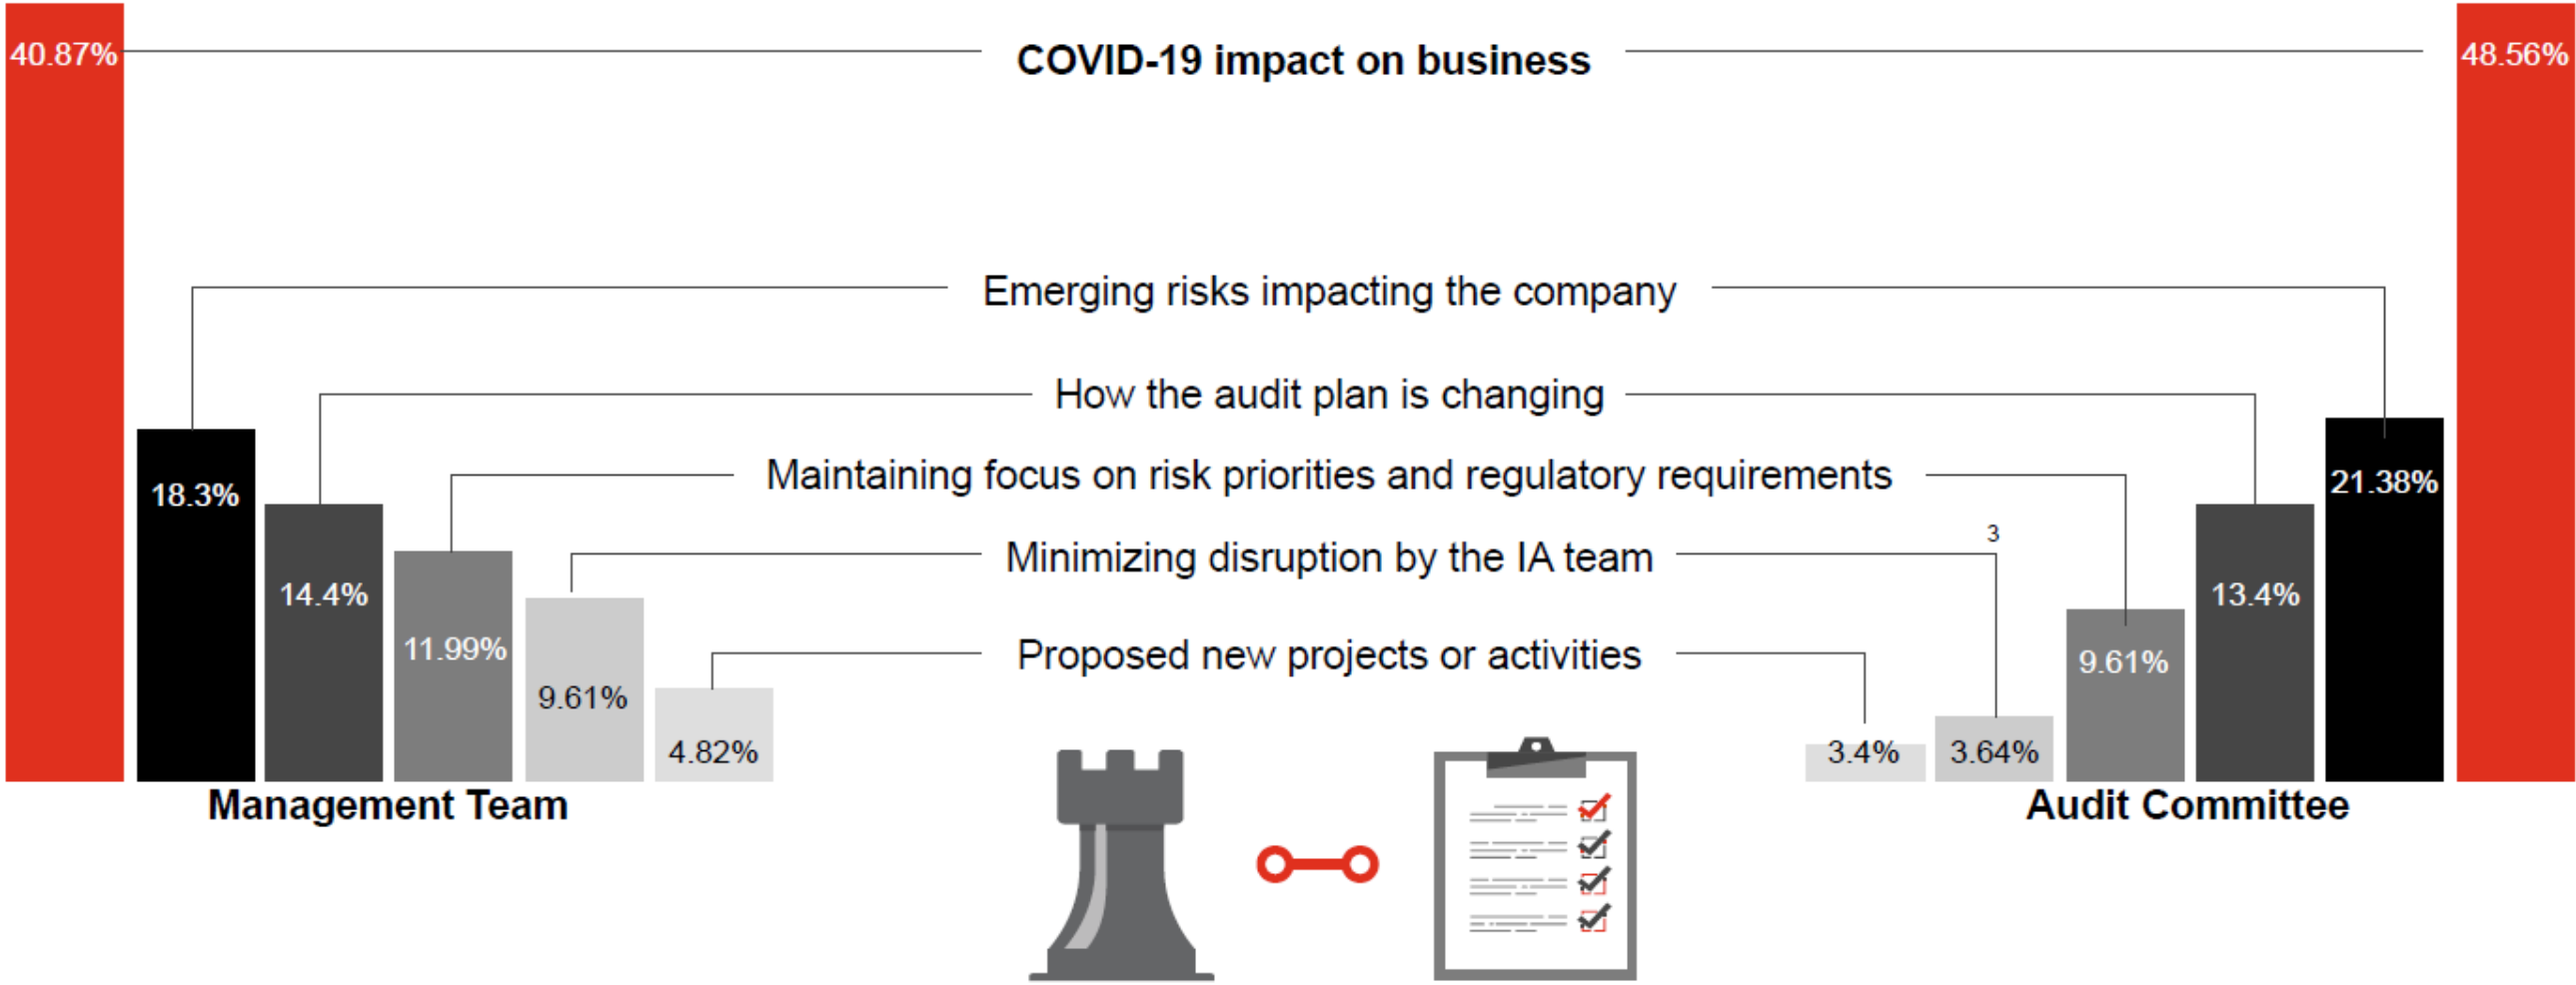 40.87%
COVID-19 impact on business
48.56%
Emerging risks impacting the company
How the audit plan is changing
Maintaining focus on risk priorities and regulatory requirements
18.3%
21.38%
3
Minimizing disruption by the IA team
14.4%
13.4%
11.99%
Proposed new projects or activities
9.61%
9.61%
4.82%
3.4%
3.64%
Management Team
Audit Committee